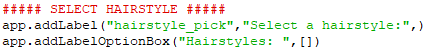 ##### SELECT HAIRSTYLE #####
app.addLabel("hairstyle_pick","Select a hairstyle:",)
app.addLabelOptionBox("Hairstyles: ",[])